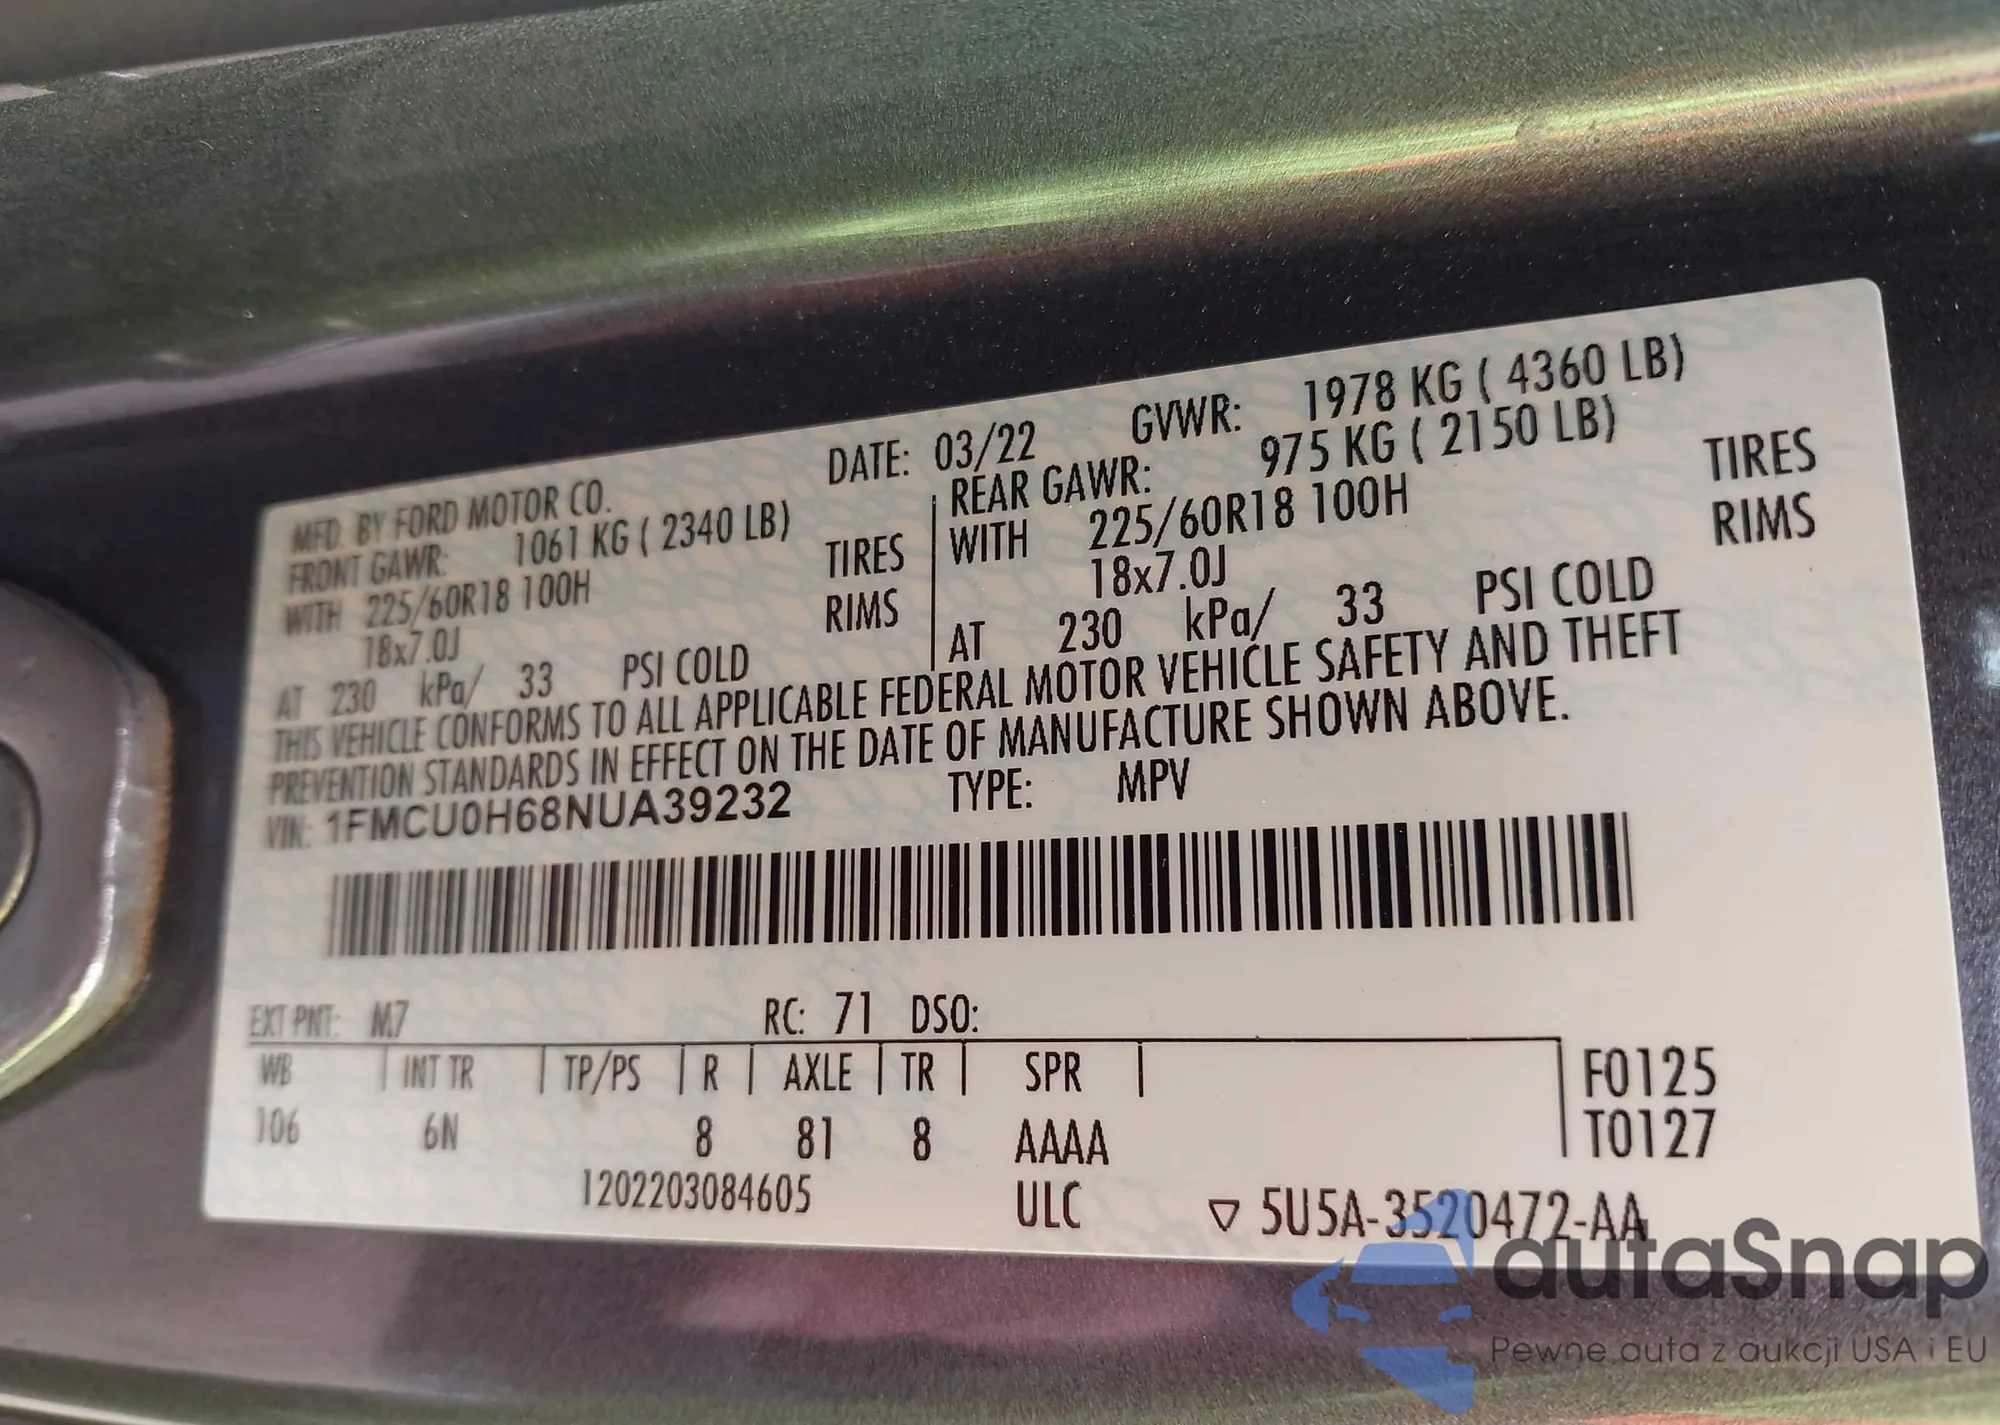 MFD. BY FORD MOTOR CO. DATE: 03/22 GVWR: 1978 KG ( 4360 LB)
FRONT GAWR: 1061 KG ( 2340 LB)
WITH 225/60R18 100H TIRES
18x7.0J RIMS
AT 230 kPa/ 33 PSI COLD
REAR GAWR: 975 KG ( 2150 LB)
WITH 225/60R18 100H TIRES
18x7.0J RIMS
AT 230 kPa/ 33 PSI COLD
THIS VEHICLE CONFORMS TO ALL APPLICABLE FEDERAL MOTOR VEHICLE SAFETY AND THEFT
PREVENTION STANDARDS IN EFFECT ON THE DATE OF MANUFACTURE SHOWN ABOVE.
VIN: 1FMCU0H68NUA39232 TYPE: MPV
EXT PNT: M7 RC: 71 DSO:
WB INT TR TP/PS R AXLE TR SPR F0125
106 6N 8 81 8 AAAA T0127
1202203084605 ULC ▽ 5U5A-3520472-AA
autaSnap
Pewne auta z aukcji USA i EU